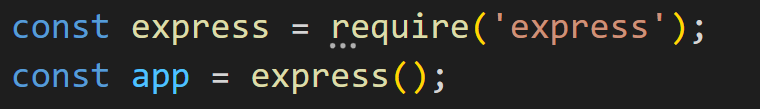 const express = require('express');
const app = express();